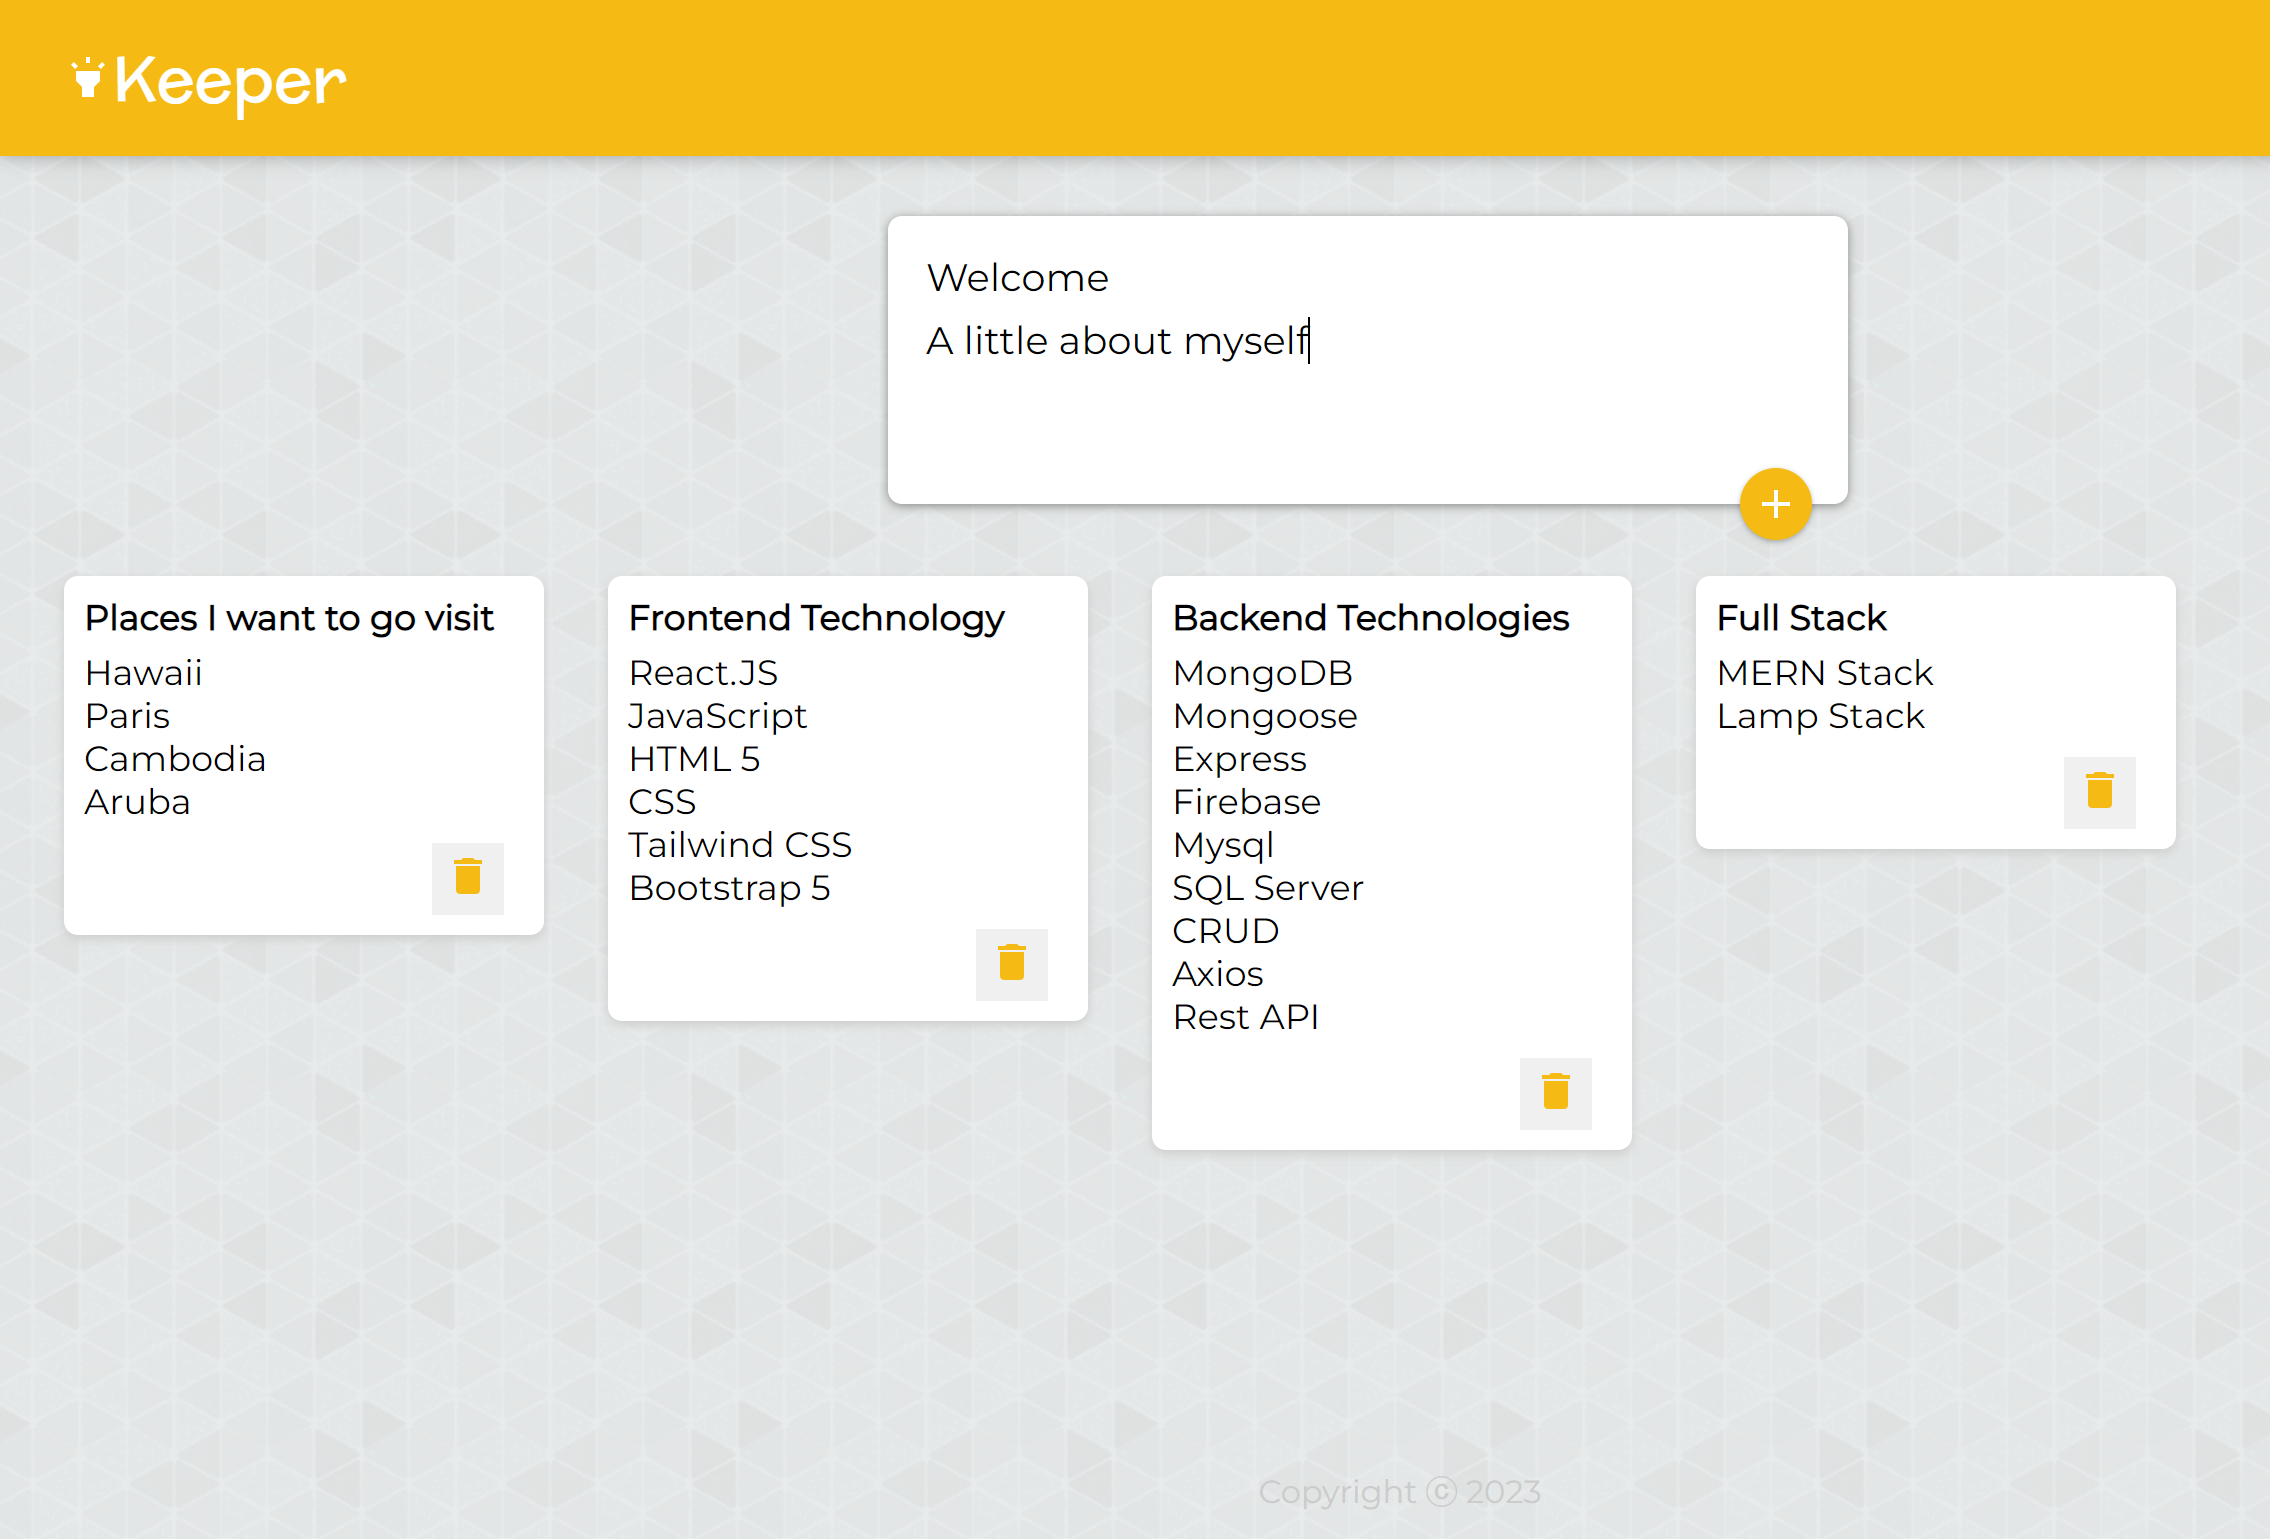 Keeper
Welcome
A little about myself
Places I want to go visit
Hawaii
Paris
Cambodia
Aruba
Frontend Technology
React.JS
JavaScript
HTML 5
CSS
Tailwind CSS
Bootstrap 5
Backend Technologies
MongoDB
Mongoose
Express
Firebase
Mysql
SQL Server
CRUD
Axios
Rest API
Full Stack
MERN Stack
Lamp Stack
Copyright ⓒ 2023